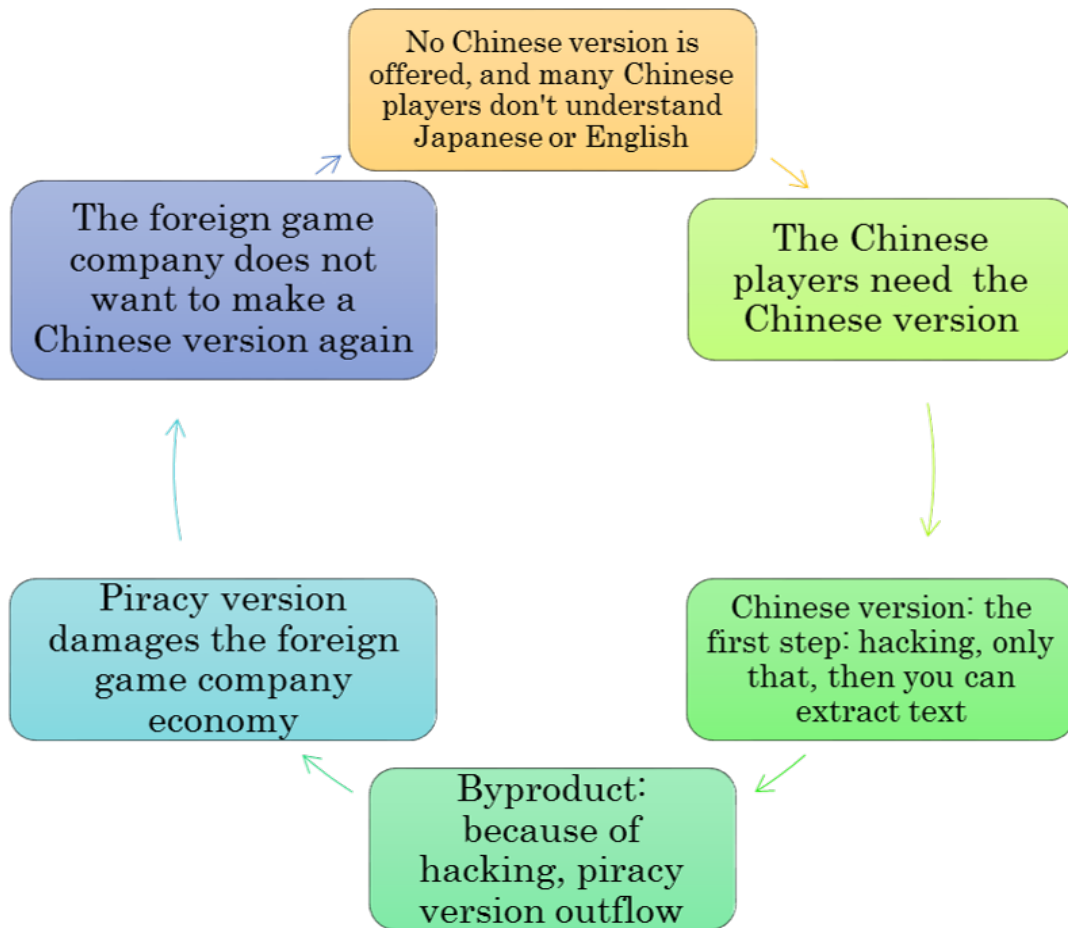 No Chinese version is
offered, and many Chinese
players don't understand
Japanese or English
The Chinese
players need the
Chinese version
Chinese version: the
first step: hacking, only
that, then you can
extract text
Byproduct:
because of
hacking, piracy
version outflow
Piracy version
damages the foreign
game company
economy
The foreign game
company does not
want to make a
Chinese version again